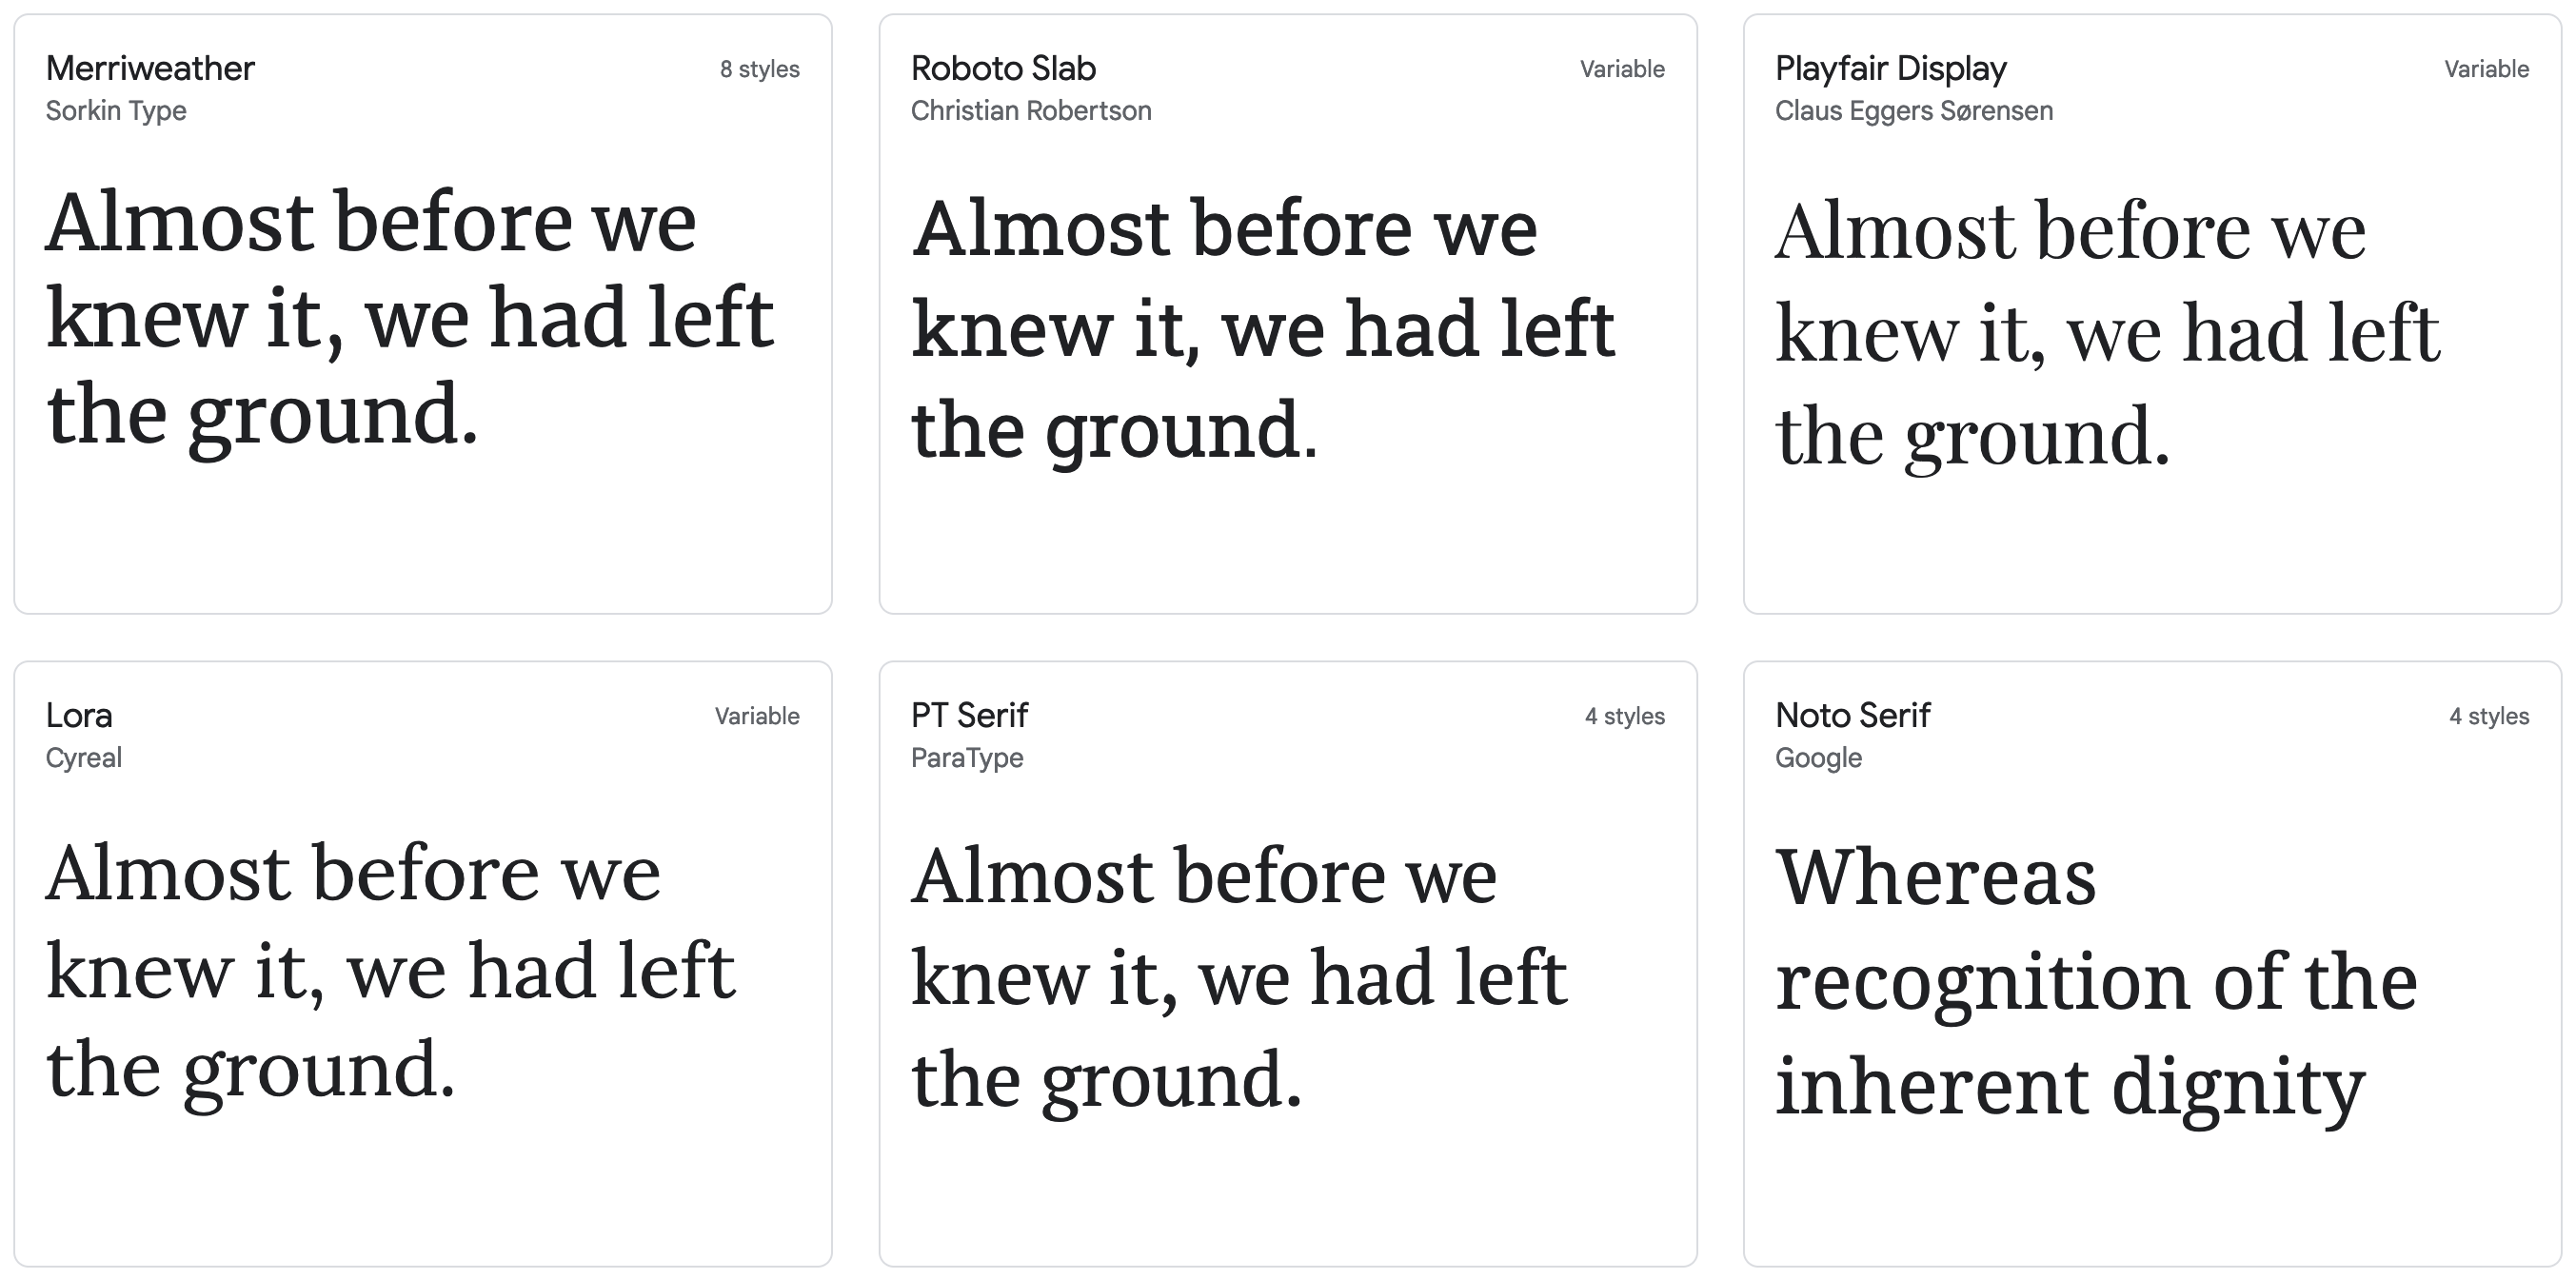 Merriweather
8 styles
Sorkin Type
Almost before we
knew it, we had left
the ground.
Roboto Slab
Variable
Christian Robertson
Almost before we
knew it, we had left
the ground.
Playfair Display
Variable
Claus Eggers Sørensen
Almost before we
knew it, we had left
the ground.
Lora
Variable
Cyreal
Almost before we
knew it, we had left
the ground.
PT Serif
4 styles
ParaType
Almost before we
knew it, we had left
the ground.
Noto Serif
4 styles
Google
Whereas
recognition of the
inherent dignity